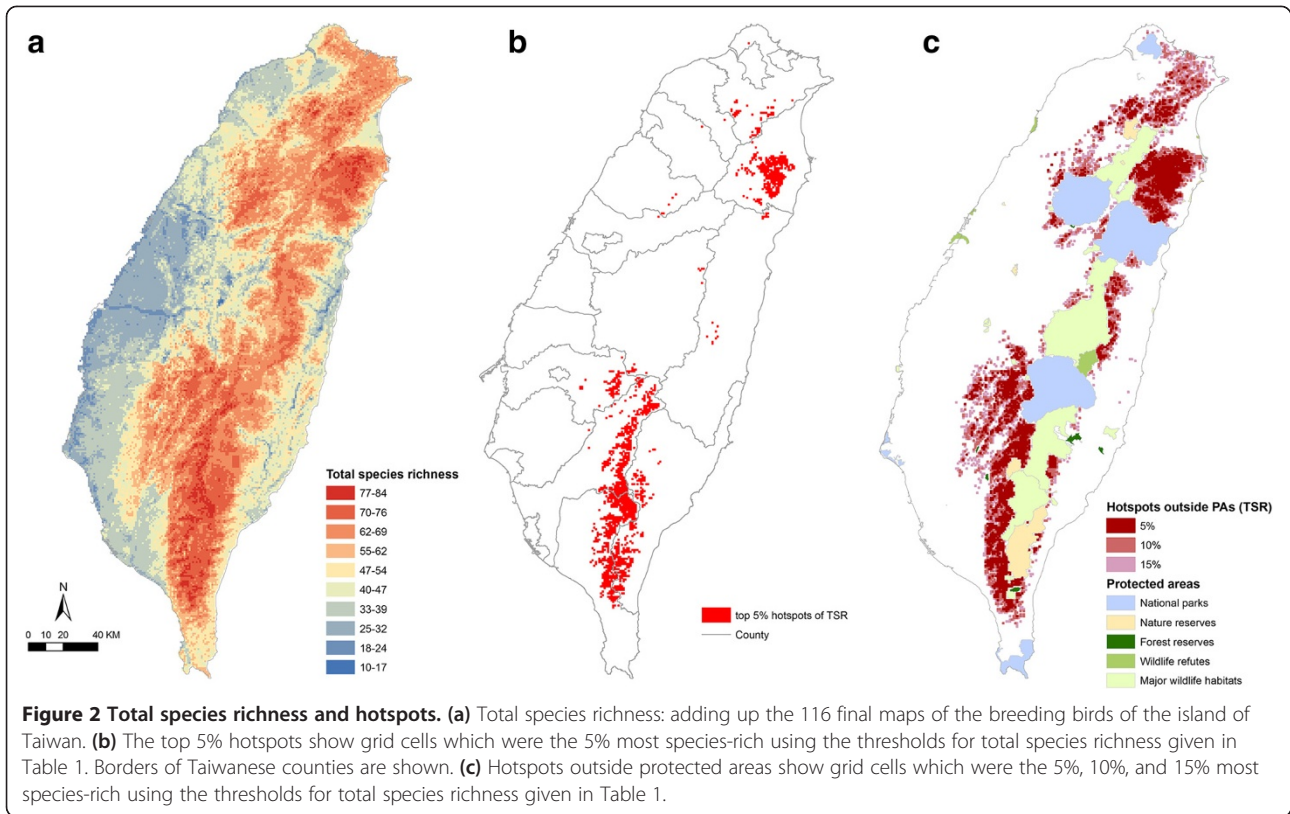 a
b
c
Total species richness
77-84
70-76
62-69
55-62
47-54
40-47
33-39
25-32
18-24
10-17
N
0 10 20 40 KM
top 5% hotspots of TSR
County
Hotspots outside PAs (TSR)
5%
10%
15%
Protected areas
National parks
Nature reserves
Forest reserves
Wildlife refutes
Major wildlife habitats
Figure 2 Total species richness and hotspots. (a) Total species richness: adding up the 116 final maps of the breeding birds of the island of
Taiwan. (b) The top 5% hotspots show grid cells which were the 5% most species-rich using the thresholds for total species richness given in
Table 1. Borders of Taiwanese counties are shown. (c) Hotspots outside protected areas show grid cells which were the 5%, 10%, and 15% most
species-rich using the thresholds for total species richness given in Table 1.